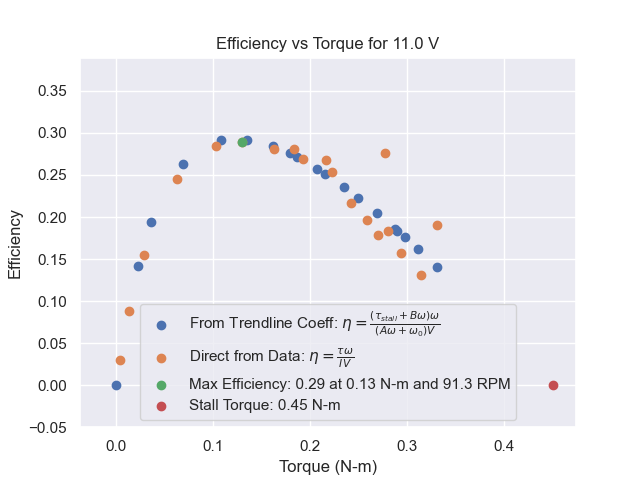 Efficiency vs Torque for 11.0 V
0.35
0.30
0.25
0.20
0.15
0.10
0.05
0.00
−0.05
Efficiency
From Trendline Coeff: η = (τstall + Bω)ω / (Aω + ω0)V
Direct from Data: η = τω / IV
Max Efficiency: 0.29 at 0.13 N-m and 91.3 RPM
Stall Torque: 0.45 N-m
0.0 0.1 0.2 0.3 0.4
Torque (N-m)